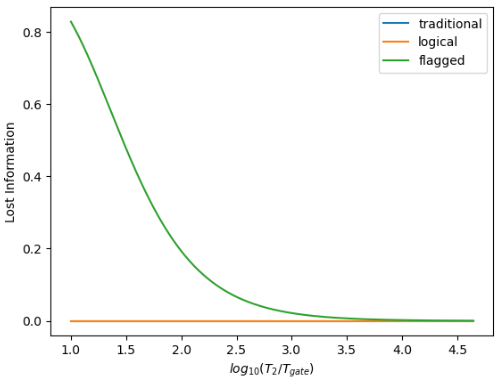 traditional
logical
flagged
Lost Information
0.8
0.6
0.4
0.2
0.0
1.0 1.5 2.0 2.5 3.0 3.5 4.0 4.5
log₁₀(T₂/T_gate)